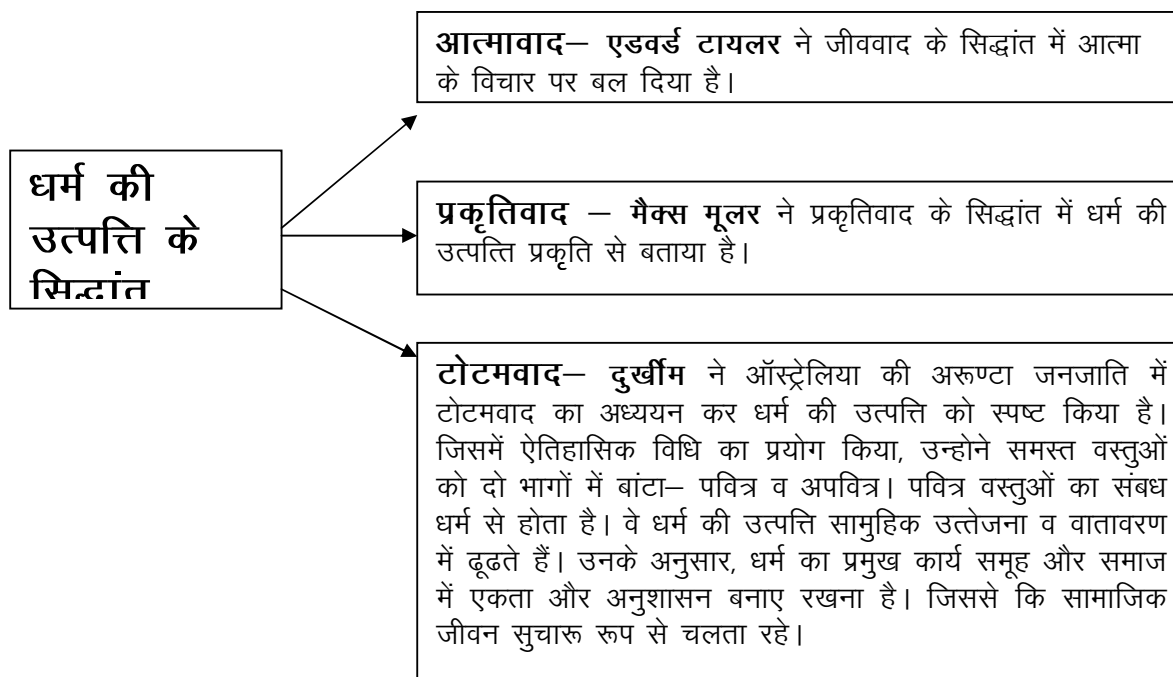 आत्मावाद– एडवर्ड टायलर ने जीववाद के सिद्धांत में आत्मा
के विचार पर बल दिया है।
धर्म की
उत्पत्ति के
सिद्धांत
प्रकृतिवाद – मैक्स मूलर ने प्रकृतिवाद के सिद्धांत में धर्म की
उत्पत्ति प्रकृति से बताया है।
टोटमवाद– दुर्खीम ने ऑस्ट्रेलिया की अरूण्टा जनजाति में
टोटमवाद का अध्ययन कर धर्म की उत्पत्ति को स्पष्ट किया है।
जिसमें ऐतिहासिक विधि का प्रयोग किया, उन्होने समस्त वस्तुओं
को दो भागों में बांटा– पवित्र व अपवित्र। पवित्र वस्तुओं का संबध
धर्म से होता है। वे धर्म की उत्पत्ति सामुहिक उत्तेजना व वातावरण
में ढूढते हैं। उनके अनुसार, धर्म का प्रमुख कार्य समूह और समाज
में एकता और अनुशासन बनाए रखना है। जिससे कि सामाजिक
जीवन सुचारू रूप से चलता रहे।